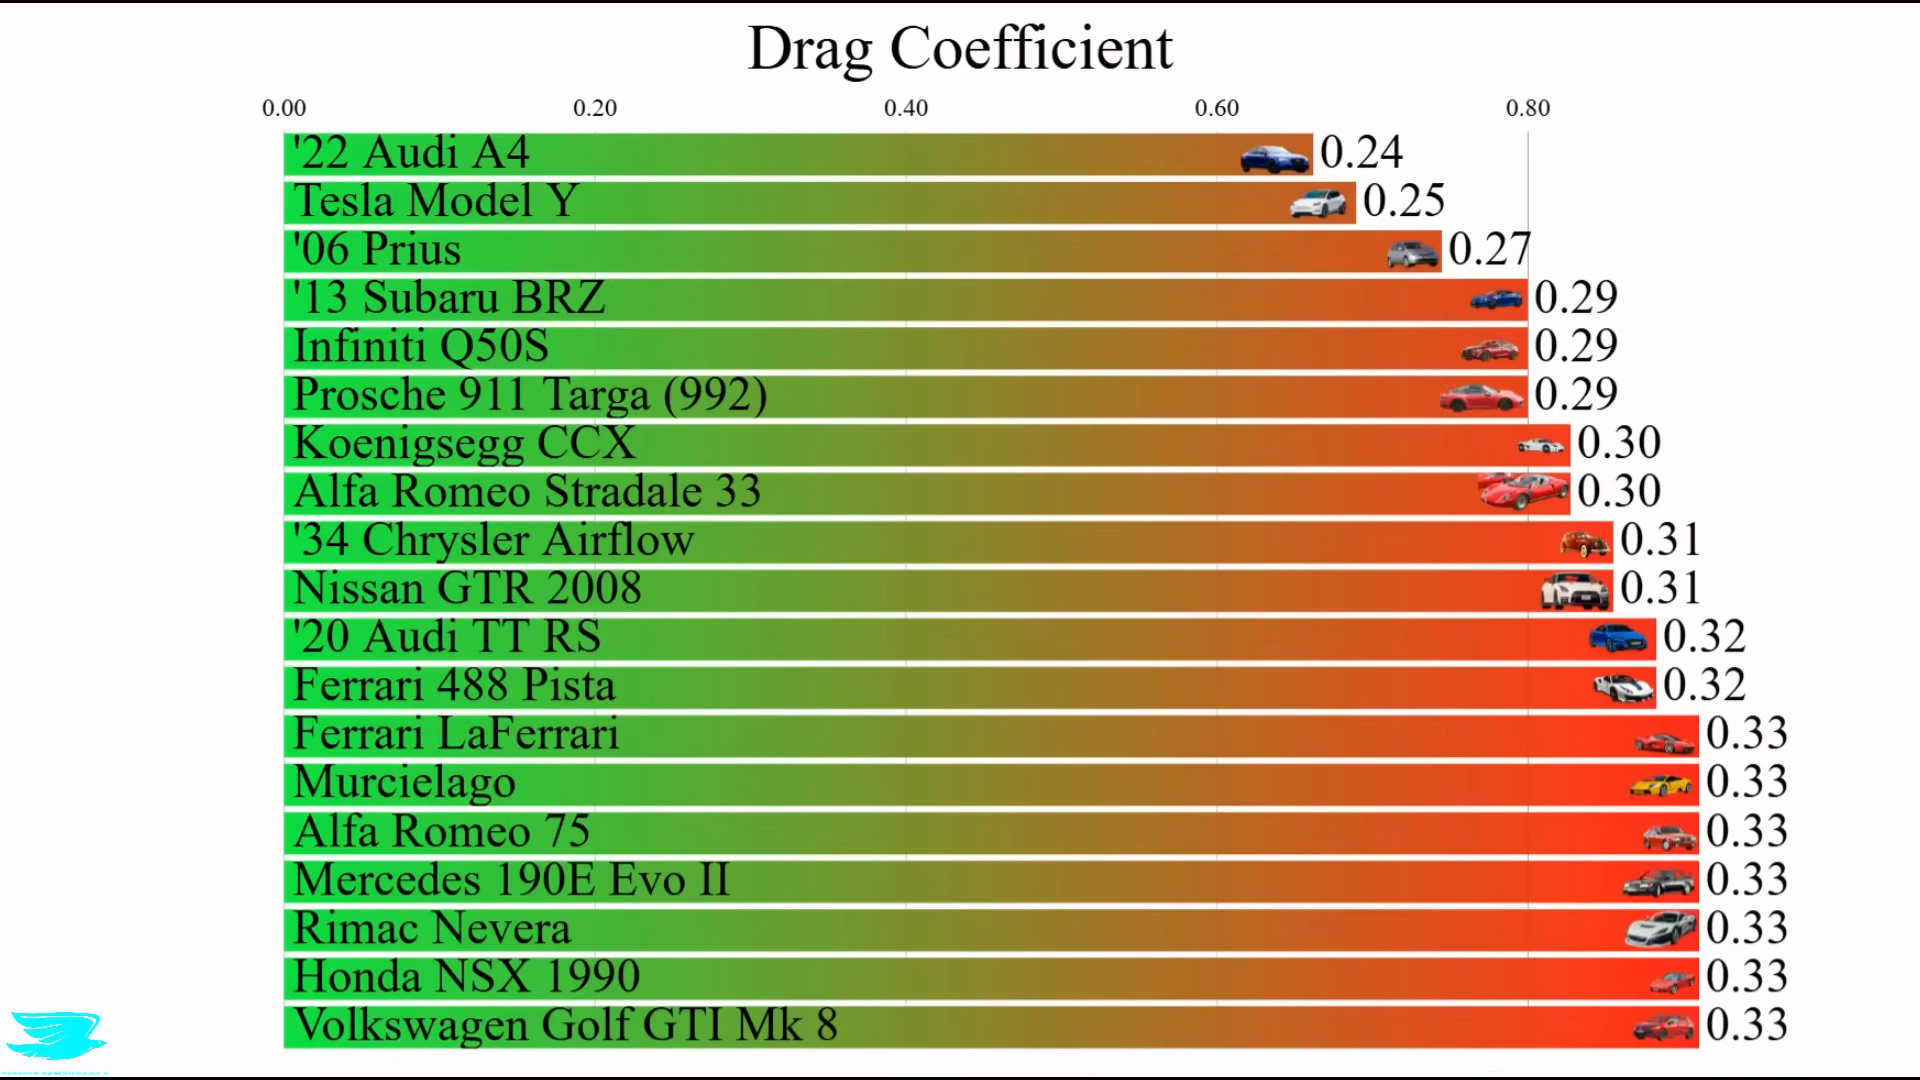 Drag Coefficient
0.00 0.20 0.40 0.60 0.80
'22 Audi A4 0.24
Tesla Model Y 0.25
'06 Prius 0.27
'13 Subaru BRZ 0.29
Infiniti Q50S 0.29
Prosche 911 Targa (992) 0.29
Koenigsegg CCX 0.30
Alfa Romeo Stradale 33 0.30
'34 Chrysler Airflow 0.31
Nissan GTR 2008 0.31
'20 Audi TT RS 0.32
Ferrari 488 Pista 0.32
Ferrari LaFerrari 0.33
Murcielago 0.33
Alfa Romeo 75 0.33
Mercedes 190E Evo II 0.33
Rimac Nevera 0.33
Honda NSX 1990 0.33
Volkswagen Golf GTI Mk 8 0.33